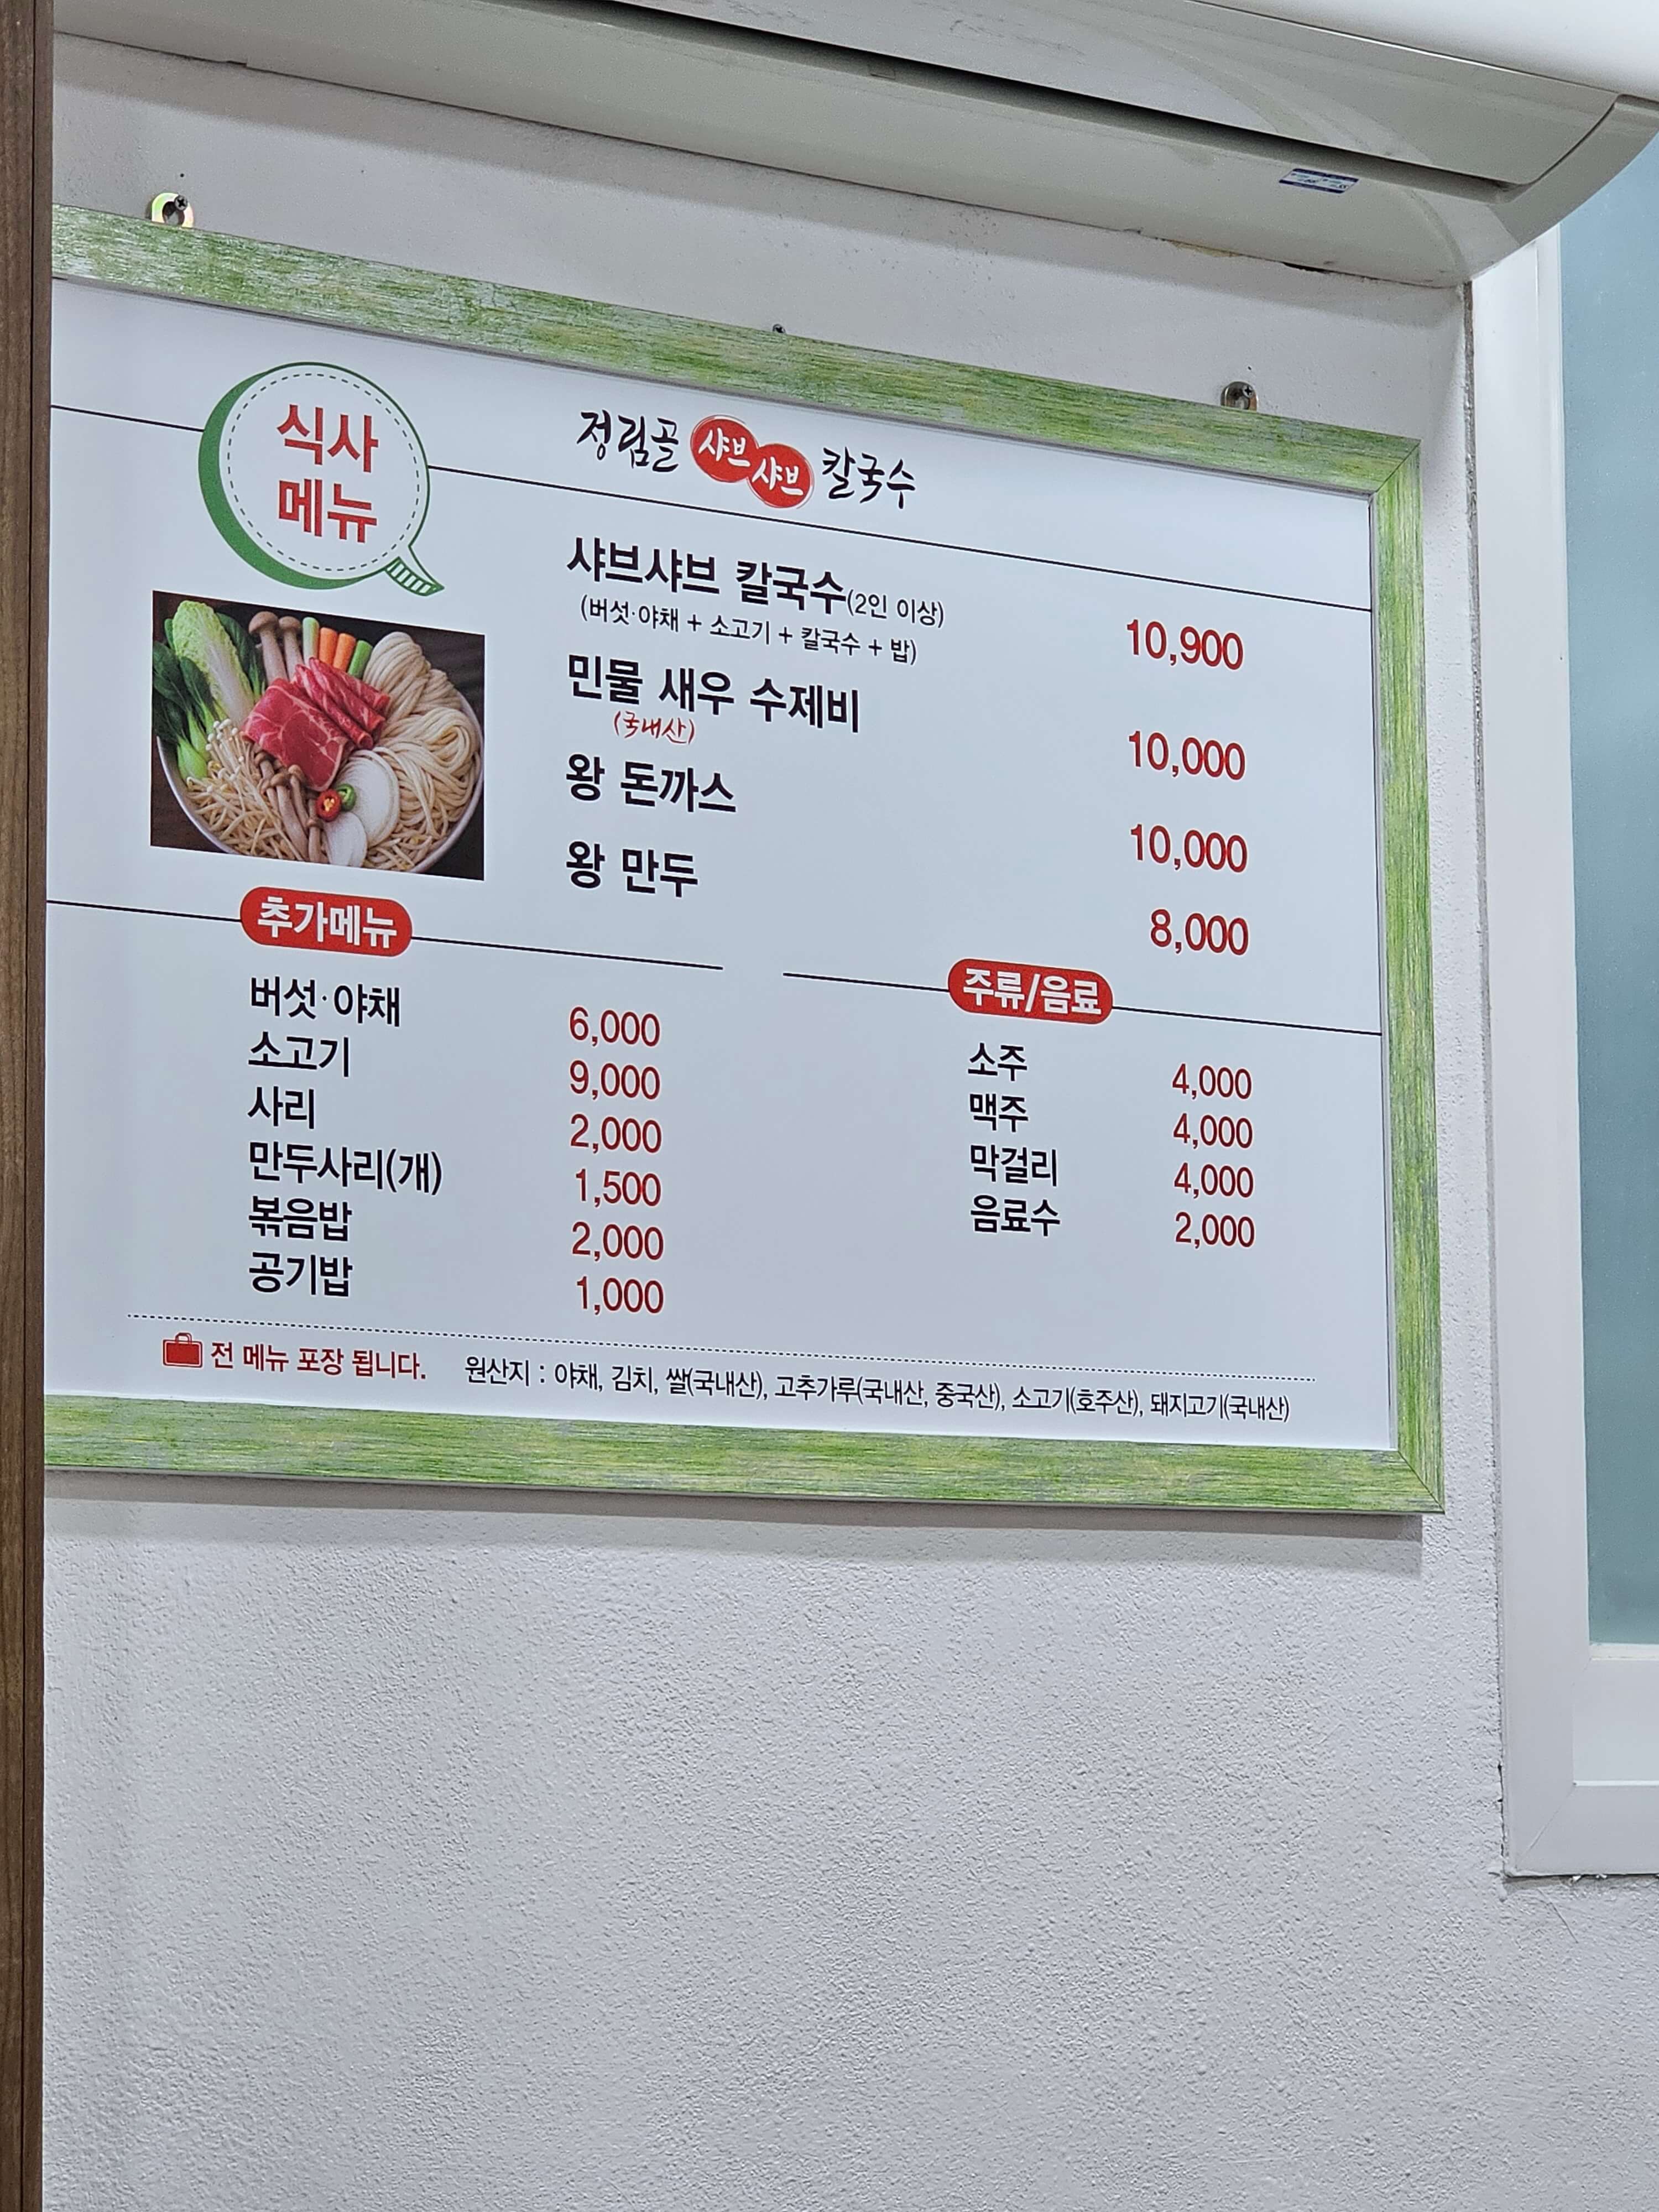 식사
메뉴
정림골 샤브샤브 칼국수
샤브샤브 칼국수(2인 이상) 10,900
(버섯·야채 + 소고기 + 칼국수 + 밥)
민물 새우 수제비 10,000
(국내산)
왕 돈까스 10,000
왕 만두 8,000
추가메뉴
버섯·야채 6,000
소고기 9,000
사리 2,000
만두사리(개) 1,500
볶음밥 2,000
공기밥 1,000
주류/음료
소주 4,000
맥주 4,000
막걸리 4,000
음료수 2,000
전 메뉴 포장 됩니다. 원산지 : 야채, 김치, 쌀(국내산), 고추가루(국내산, 중국산), 소고기(호주산), 돼지고기(국내산)